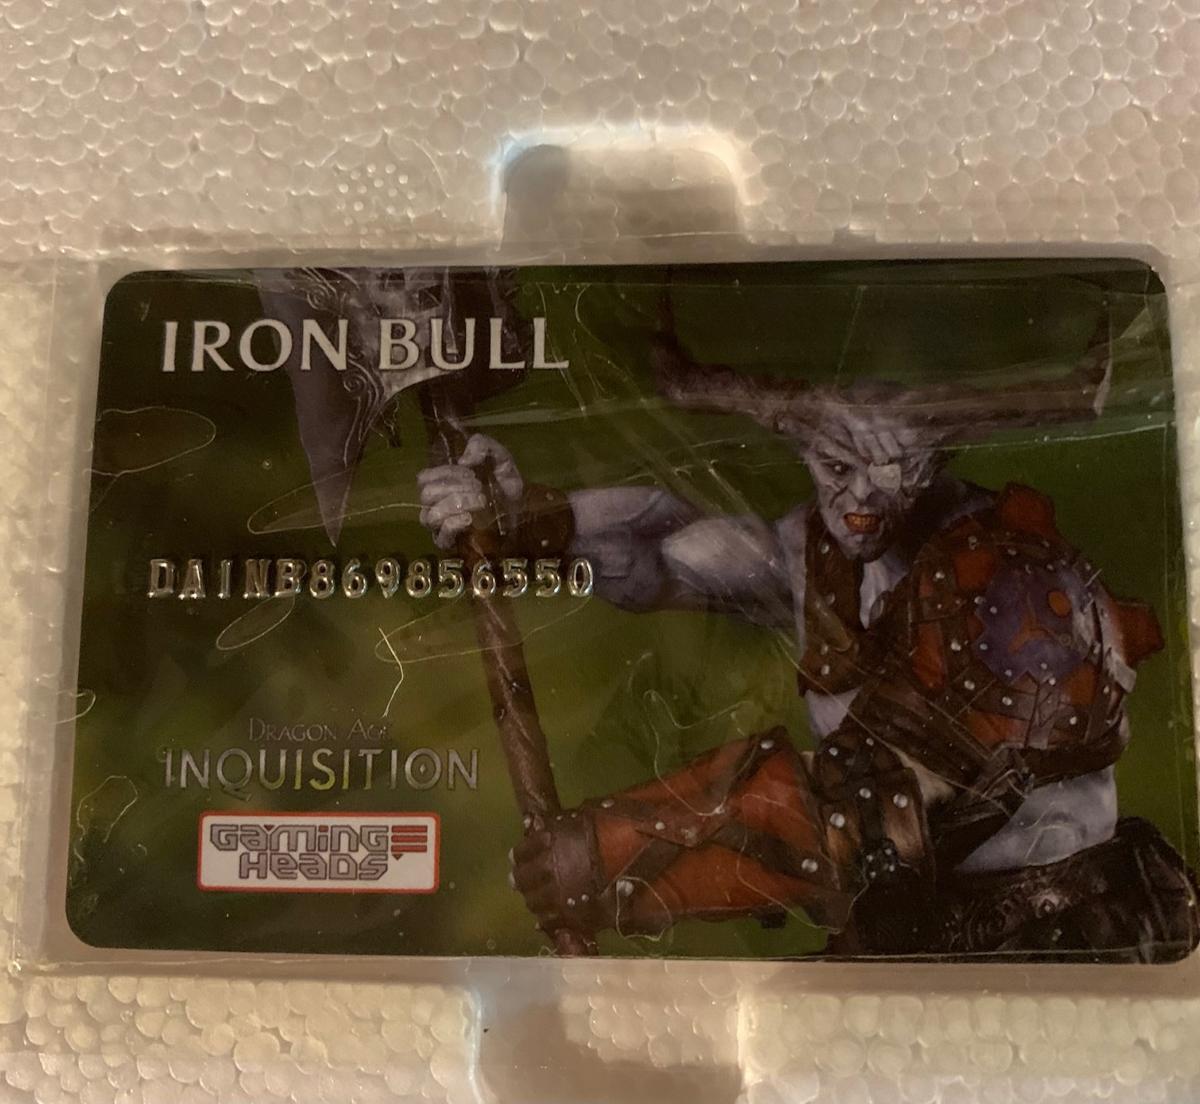 IRON BULL
DAINB869856550
DRAGON AGE
INQUISITION
GAMING
HEADS